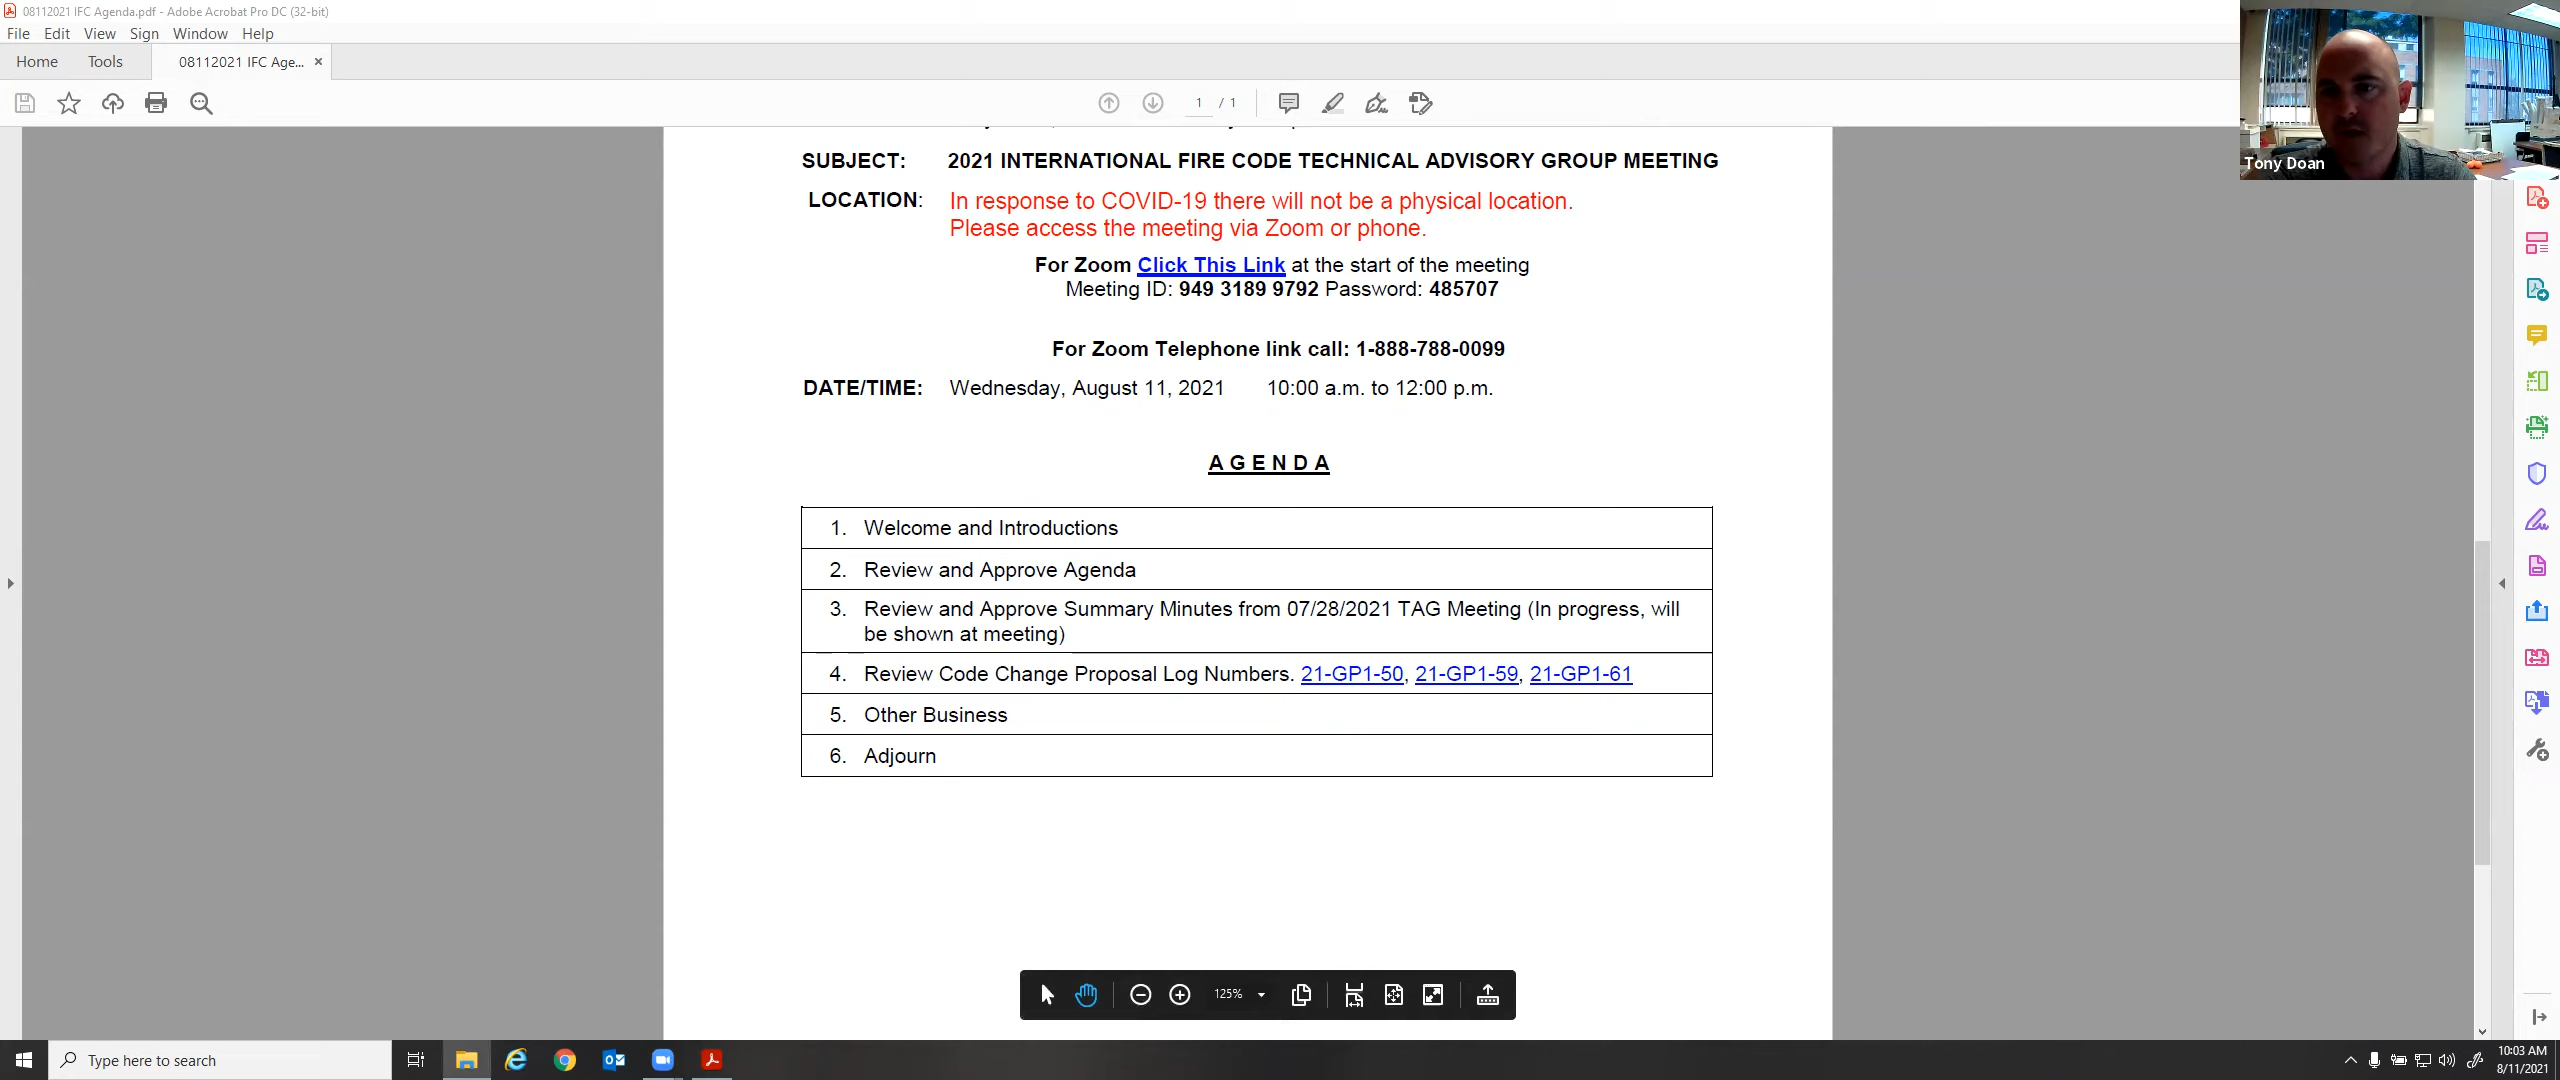 08112021 IFC Agenda.pdf - Adobe Acrobat Pro DC (32-bit)
File Edit View Sign Window Help
Home Tools 08112021 IFC Age... ×
1 / 1
SUBJECT: 2021 INTERNATIONAL FIRE CODE TECHNICAL ADVISORY GROUP MEETING
Tony Doan
LOCATION: In response to COVID-19 there will not be a physical location.
Please access the meeting via Zoom or phone.
For Zoom Click This Link at the start of the meeting
Meeting ID: 949 3189 9792 Password: 485707
For Zoom Telephone link call: 1-888-788-0099
DATE/TIME: Wednesday, August 11, 2021 10:00 a.m. to 12:00 p.m.
A G E N D A
1. Welcome and Introductions
2. Review and Approve Agenda
3. Review and Approve Summary Minutes from 07/28/2021 TAG Meeting (In progress, will
be shown at meeting)
4. Review Code Change Proposal Log Numbers. 21-GP1-50, 21-GP1-59, 21-GP1-61
5. Other Business
6. Adjourn
125%
Type here to search
10:03 AM
8/11/2021